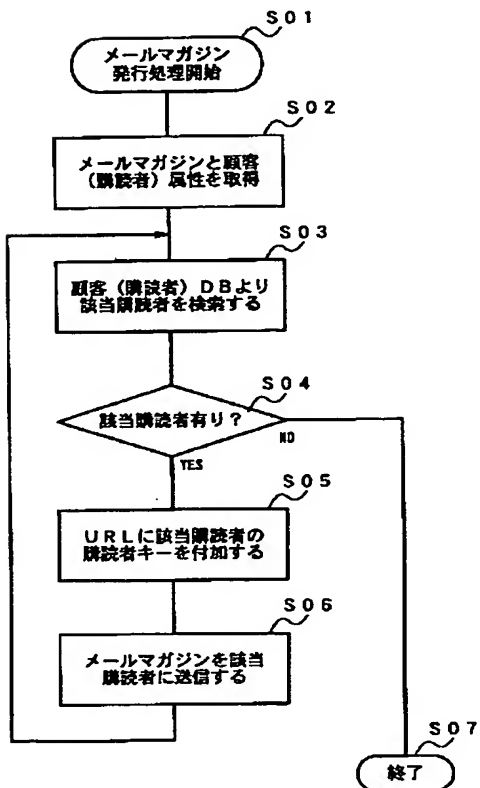 S01
メールマガジン
発行処理開始
S02
メールマガジンと顧客
(購読者)属性を取得
S03
顧客(購読者)DBより
該当購読者を検索する
S04
該当購読者有り?
NO
YES
S05
URLに該当購読者の
購読者キーを付加する
S06
メールマガジンを該当
購読者に送信する
S07
終了